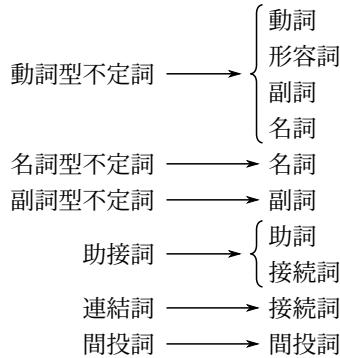 動詞
形容詞
動詞型不定詞
副詞
名詞
名詞型不定詞 名詞
副詞型不定詞 副詞
助詞
助接詞
接続詞
連結詞 接続詞
間投詞 間投詞